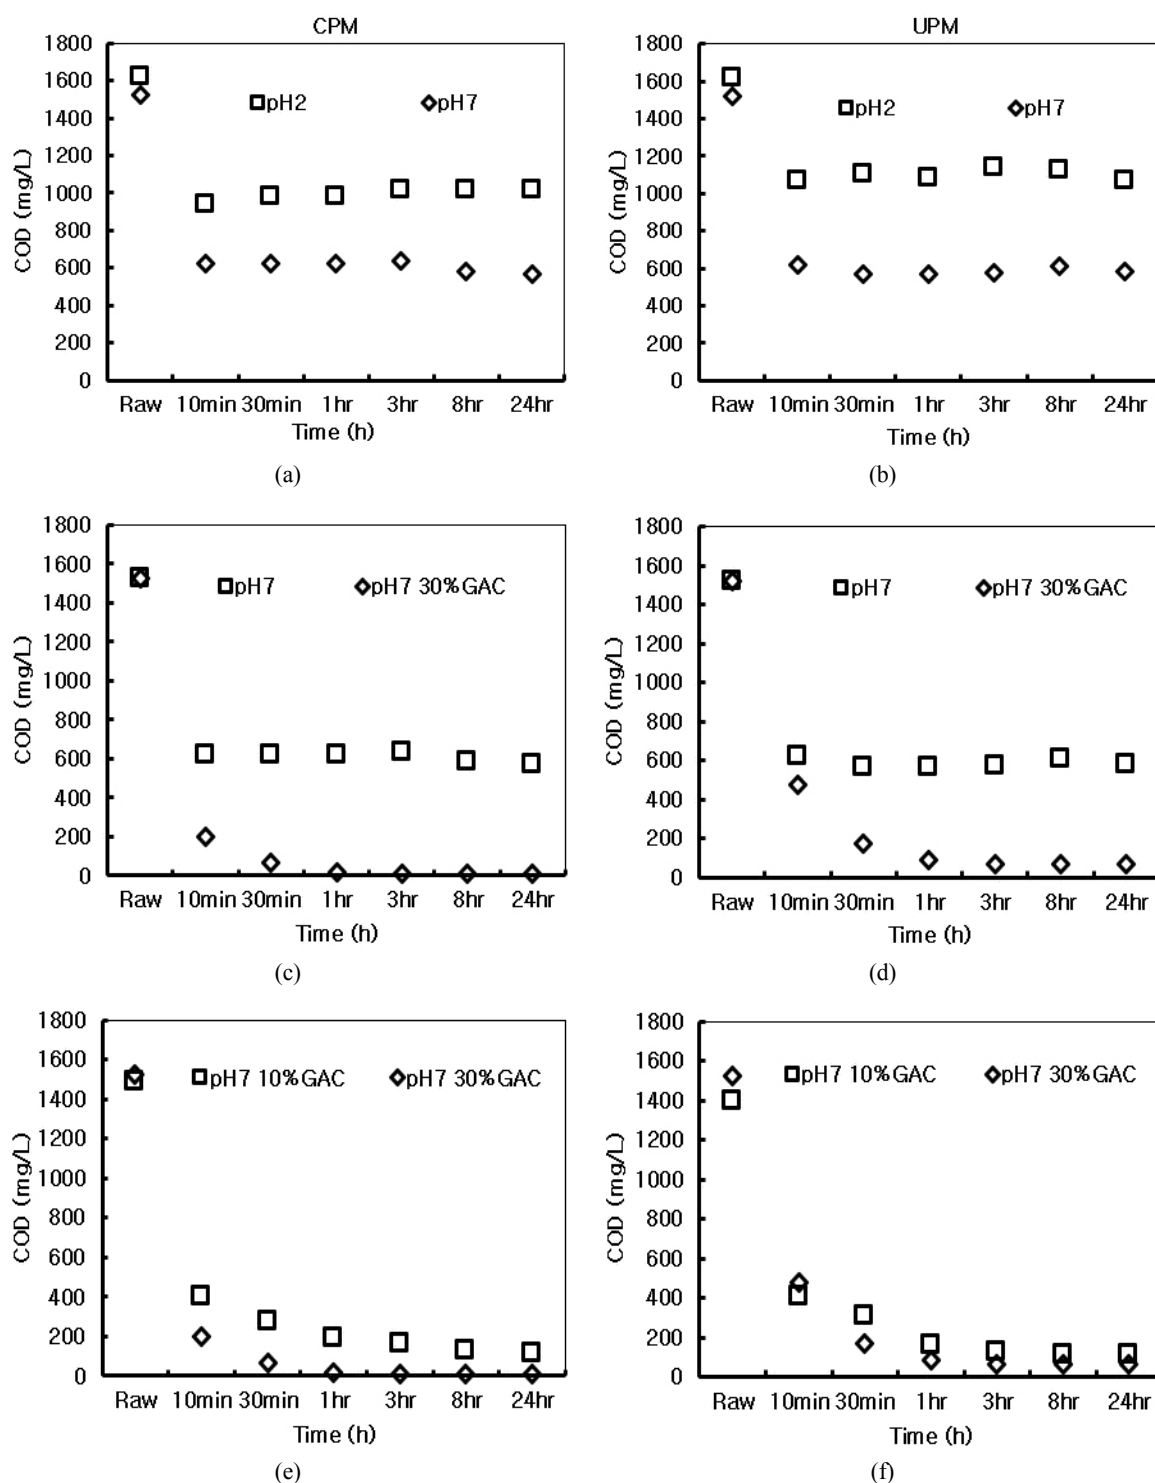 CPM
1800
1600
1400
1200
1000
800
600
400
200
0
COD (mg/L)
pH2 pH7
Raw 10min 30min 1hr 3hr 8hr 24hr
Time (h)
(a)
UPM
1800
1600
1400
1200
1000
800
600
400
200
0
COD (mg/L)
pH2 pH7
Raw 10min 30min 1hr 3hr 8hr 24hr
Time (h)
(b)
1800
1600
1400
1200
1000
800
600
400
200
0
COD (mg/L)
pH7 pH7 30%GAC
Raw 10min 30min 1hr 3hr 8hr 24hr
Time (h)
(c)
1800
1600
1400
1200
1000
800
600
400
200
0
COD (mg/L)
pH7 pH7 30%GAC
Raw 10min 30min 1hr 3hr 8hr 24hr
Time (h)
(d)
1800
1600
1400
1200
1000
800
600
400
200
0
COD (mg/L)
pH7 10%GAC pH7 30%GAC
Raw 10min 30min 1hr 3hr 8hr 24hr
Time (h)
(e)
1800
1600
1400
1200
1000
800
600
400
200
0
COD (mg/L)
pH7 10%GAC pH7 30%GAC
Raw 10min 30min 1hr 3hr 8hr 24hr
Time (h)
(f)